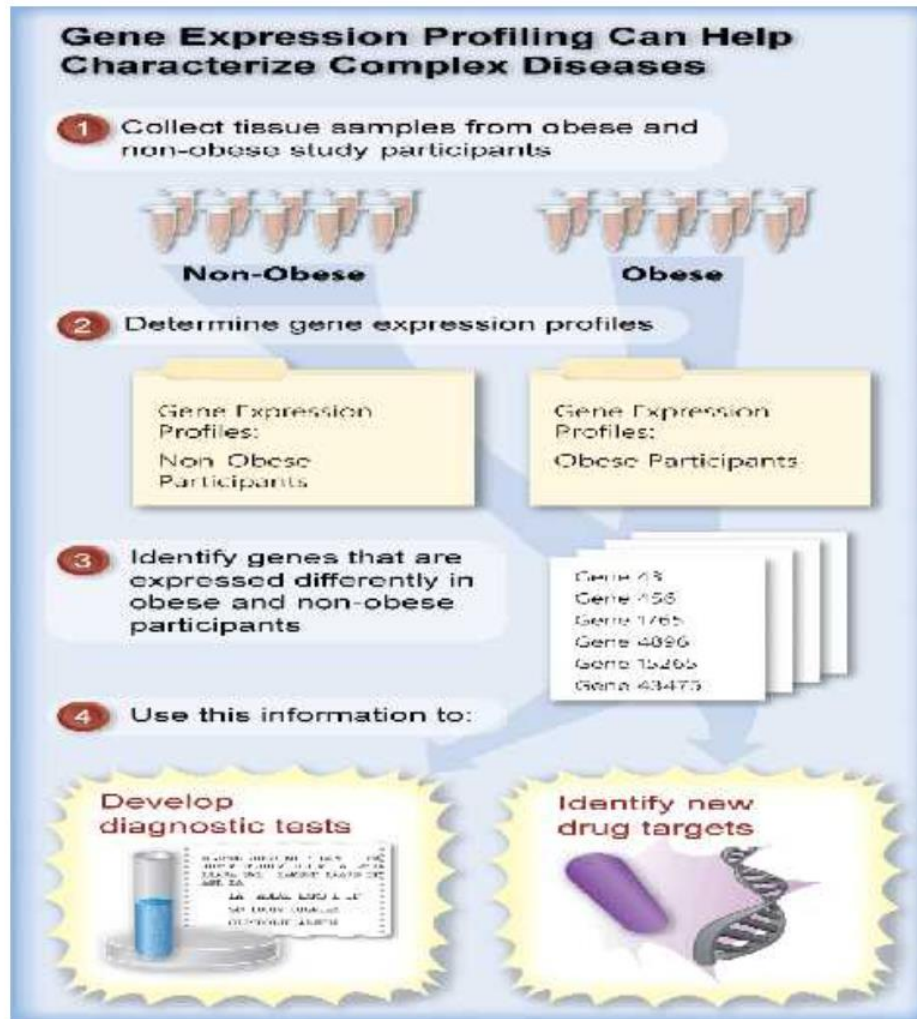 Gene Expression Profiling Can Help
Characterize Complex Diseases
1 Collect tissue samples from obese and
non-obese study participants
Non-Obese
Obese
2 Determine gene expression profiles
Gene Expression
Profiles:
Non Obese
Participants
Gene Expression
Profiles:
Obese Participants
3 Identify genes that are
expressed differently in
obese and non-obese
participants
Gene 43
Gene 456
Gene 1765
Gene 4896
Gene 15265
Gene 43475
4 Use this information to:
Develop
diagnostic tests
Identify new
drug targets